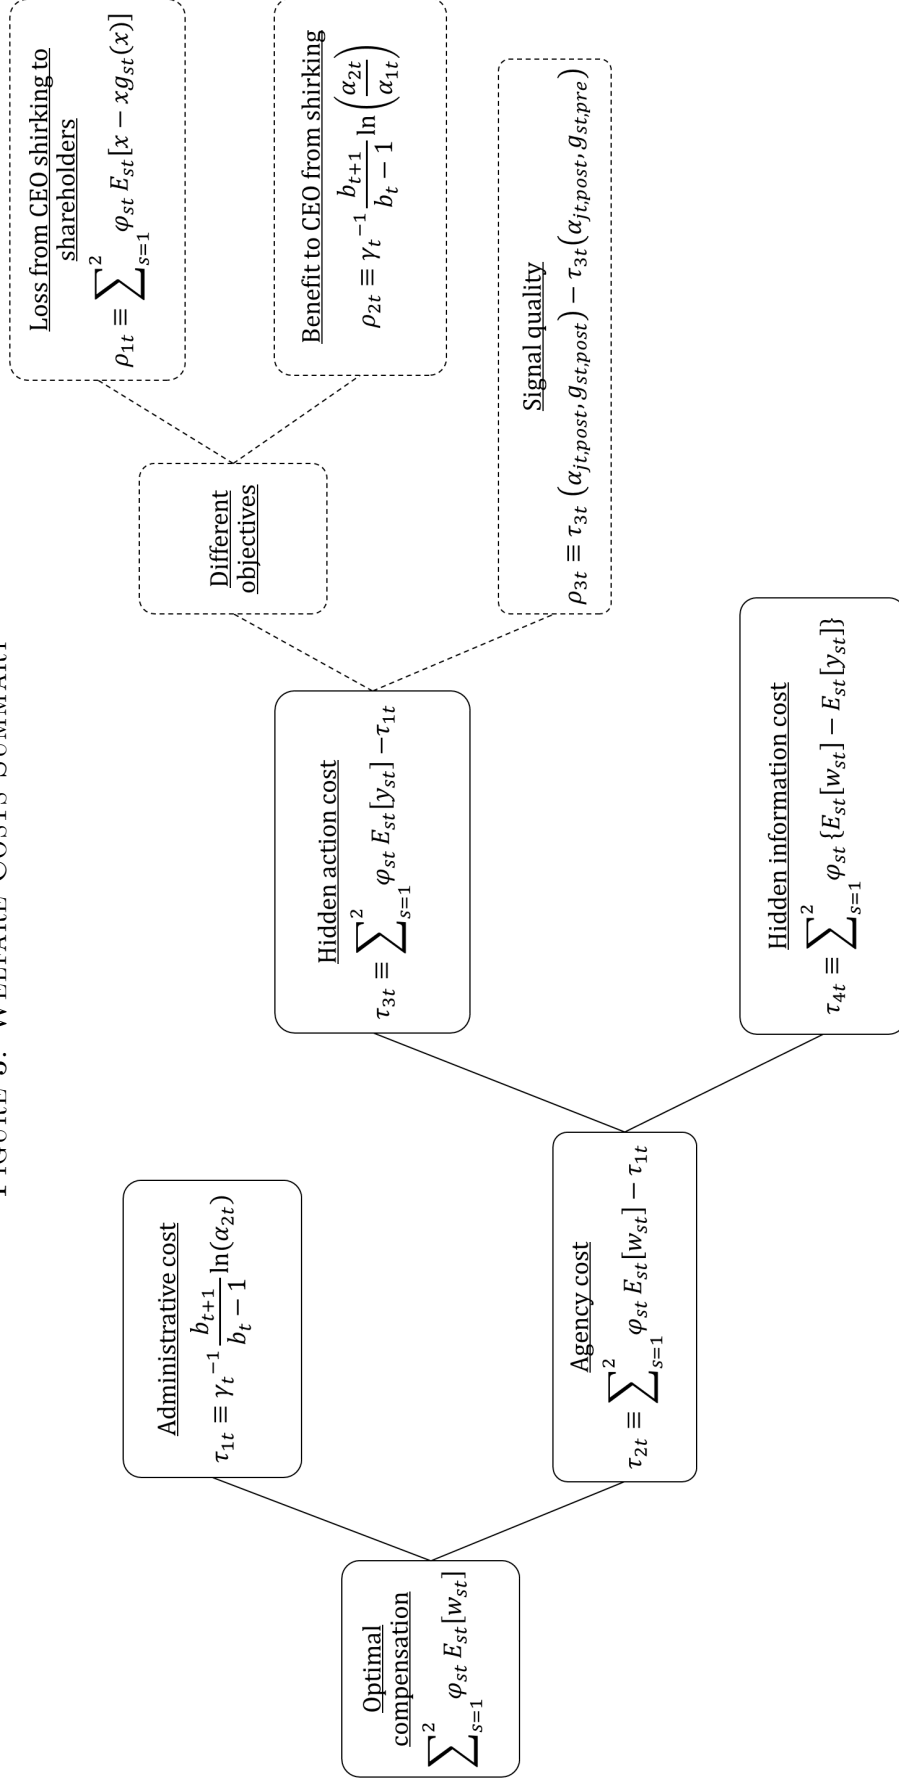 FIGURE 3: WELFARE COSTS SUMMARY
Optimal
compensation
∑_{s=1}^{2} φ_{st} E_{st}[w_{st}]
Administrative cost
τ_{1t} ≡ γ_t^{-1} \frac{b_{t+1}}{b_t − 1} ln(α_{2t})
Agency cost
τ_{2t} ≡ ∑_{s=1}^{2} φ_{st} E_{st}[w_{st}] − τ_{1t}
Hidden action cost
τ_{3t} ≡ ∑_{s=1}^{2} φ_{st} E_{st}[y_{st}] −τ_{1t}
Hidden information cost
τ_{4t} ≡ ∑_{s=1}^{2} φ_{st} {E_{st}[w_{st}] − E_{st}[y_{st}]}
Different
objectives
Signal quality
ρ_{3t} ≡ τ_{3t} (α_{jt,post}, g_{st,post}) − τ_{3t}(α_{jt,post}, g_{st,pre})
Loss from CEO shirking to
shareholders
ρ_{1t} ≡ ∑_{s=1}^{2} φ_{st} E_{st}[x − xg_{st}(x)]
Benefit to CEO from shirking
ρ_{2t} ≡ γ_t^{-1} \frac{b_{t+1}}{b_t − 1} ln(\frac{α_{2t}}{α_{1t}})